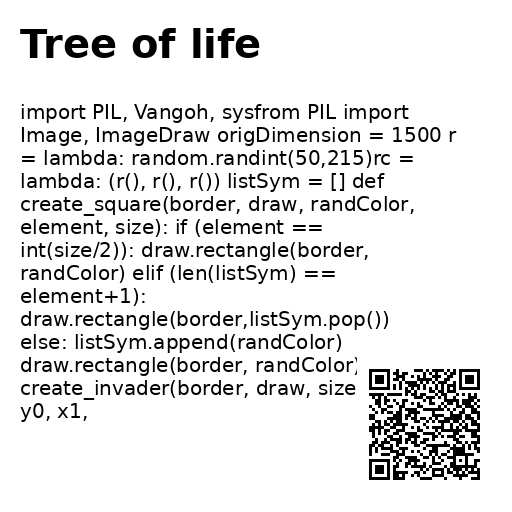 Tree of life
import PIL, Vangoh, sysfrom PIL import
Image, ImageDraw origDimension = 1500 r
= lambda: random.randint(50,215)rc =
lambda: (r(), r(), r()) listSym = [] def
create_square(border, draw, randColor,
element, size): if (element ==
int(size/2)): draw.rectangle(border,
randColor) elif (len(listSym) ==
element+1):
draw.rectangle(border,listSym.pop())
else: listSym.append(randColor)
draw.rectangle(border, randColor)
create_invader(border, draw, size
y0, x1,